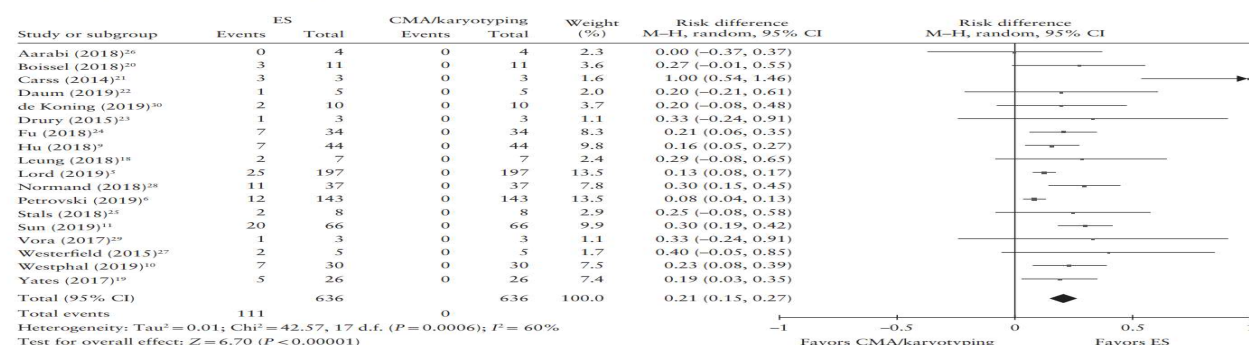 ES CMA/karyotyping Weight Risk difference Risk difference
Study or subgroup Events Total Events Total (%) M–H, random, 95% CI M–H, random, 95% CI
Aarabi (2018)²⁶ 0 4 0 4 2.3 0.00 (–0.37, 0.37)
Boissel (2018)²⁰ 3 11 0 11 3.6 0.27 (–0.01, 0.55)
Carss (2014)²¹ 3 3 0 3 1.6 1.00 (0.54, 1.46)
Daum (2019)²² 1 5 0 5 2.0 0.20 (–0.21, 0.61)
de Koning (2019)³⁰ 2 10 0 10 3.7 0.20 (–0.08, 0.48)
Drury (2015)²³ 1 3 0 3 1.1 0.33 (–0.24, 0.91)
Fu (2018)²⁴ 7 34 0 34 8.3 0.21 (0.06, 0.35)
Hu (2018)⁹ 7 44 0 44 9.8 0.16 (0.05, 0.27)
Leung (2018)¹⁸ 2 7 0 7 2.4 0.29 (–0.08, 0.65)
Lord (2019)⁵ 25 197 0 197 13.5 0.13 (0.08, 0.17)
Normand (2018)²⁸ 11 37 0 37 7.8 0.30 (0.15, 0.45)
Petrovski (2019)⁶ 12 143 0 143 13.5 0.08 (0.04, 0.13)
Stals (2018)²⁵ 2 8 0 8 2.9 0.25 (–0.08, 0.58)
Sun (2019)¹¹ 20 66 0 66 9.9 0.30 (0.19, 0.42)
Vora (2017)²⁹ 1 3 0 3 1.1 0.33 (–0.24, 0.91)
Westerfield (2015)²⁷ 2 5 0 5 1.7 0.40 (–0.05, 0.85)
Westphal (2019)¹⁰ 7 30 0 30 7.5 0.23 (0.08, 0.39)
Yates (2017)¹⁹ 5 26 0 26 7.4 0.19 (0.03, 0.35)
Total (95% CI) 636 636 100.0 0.21 (0.15, 0.27)
Total events 111 0
Heterogeneity: Tau² = 0.01; Chi² = 42.57, 17 d.f. (P = 0.0006); I² = 60%
–1 –0.5 0 0.5
Test for overall effect: Z = 6.70 (P < 0.00001) Favors CMA/karyotyping Favors ES